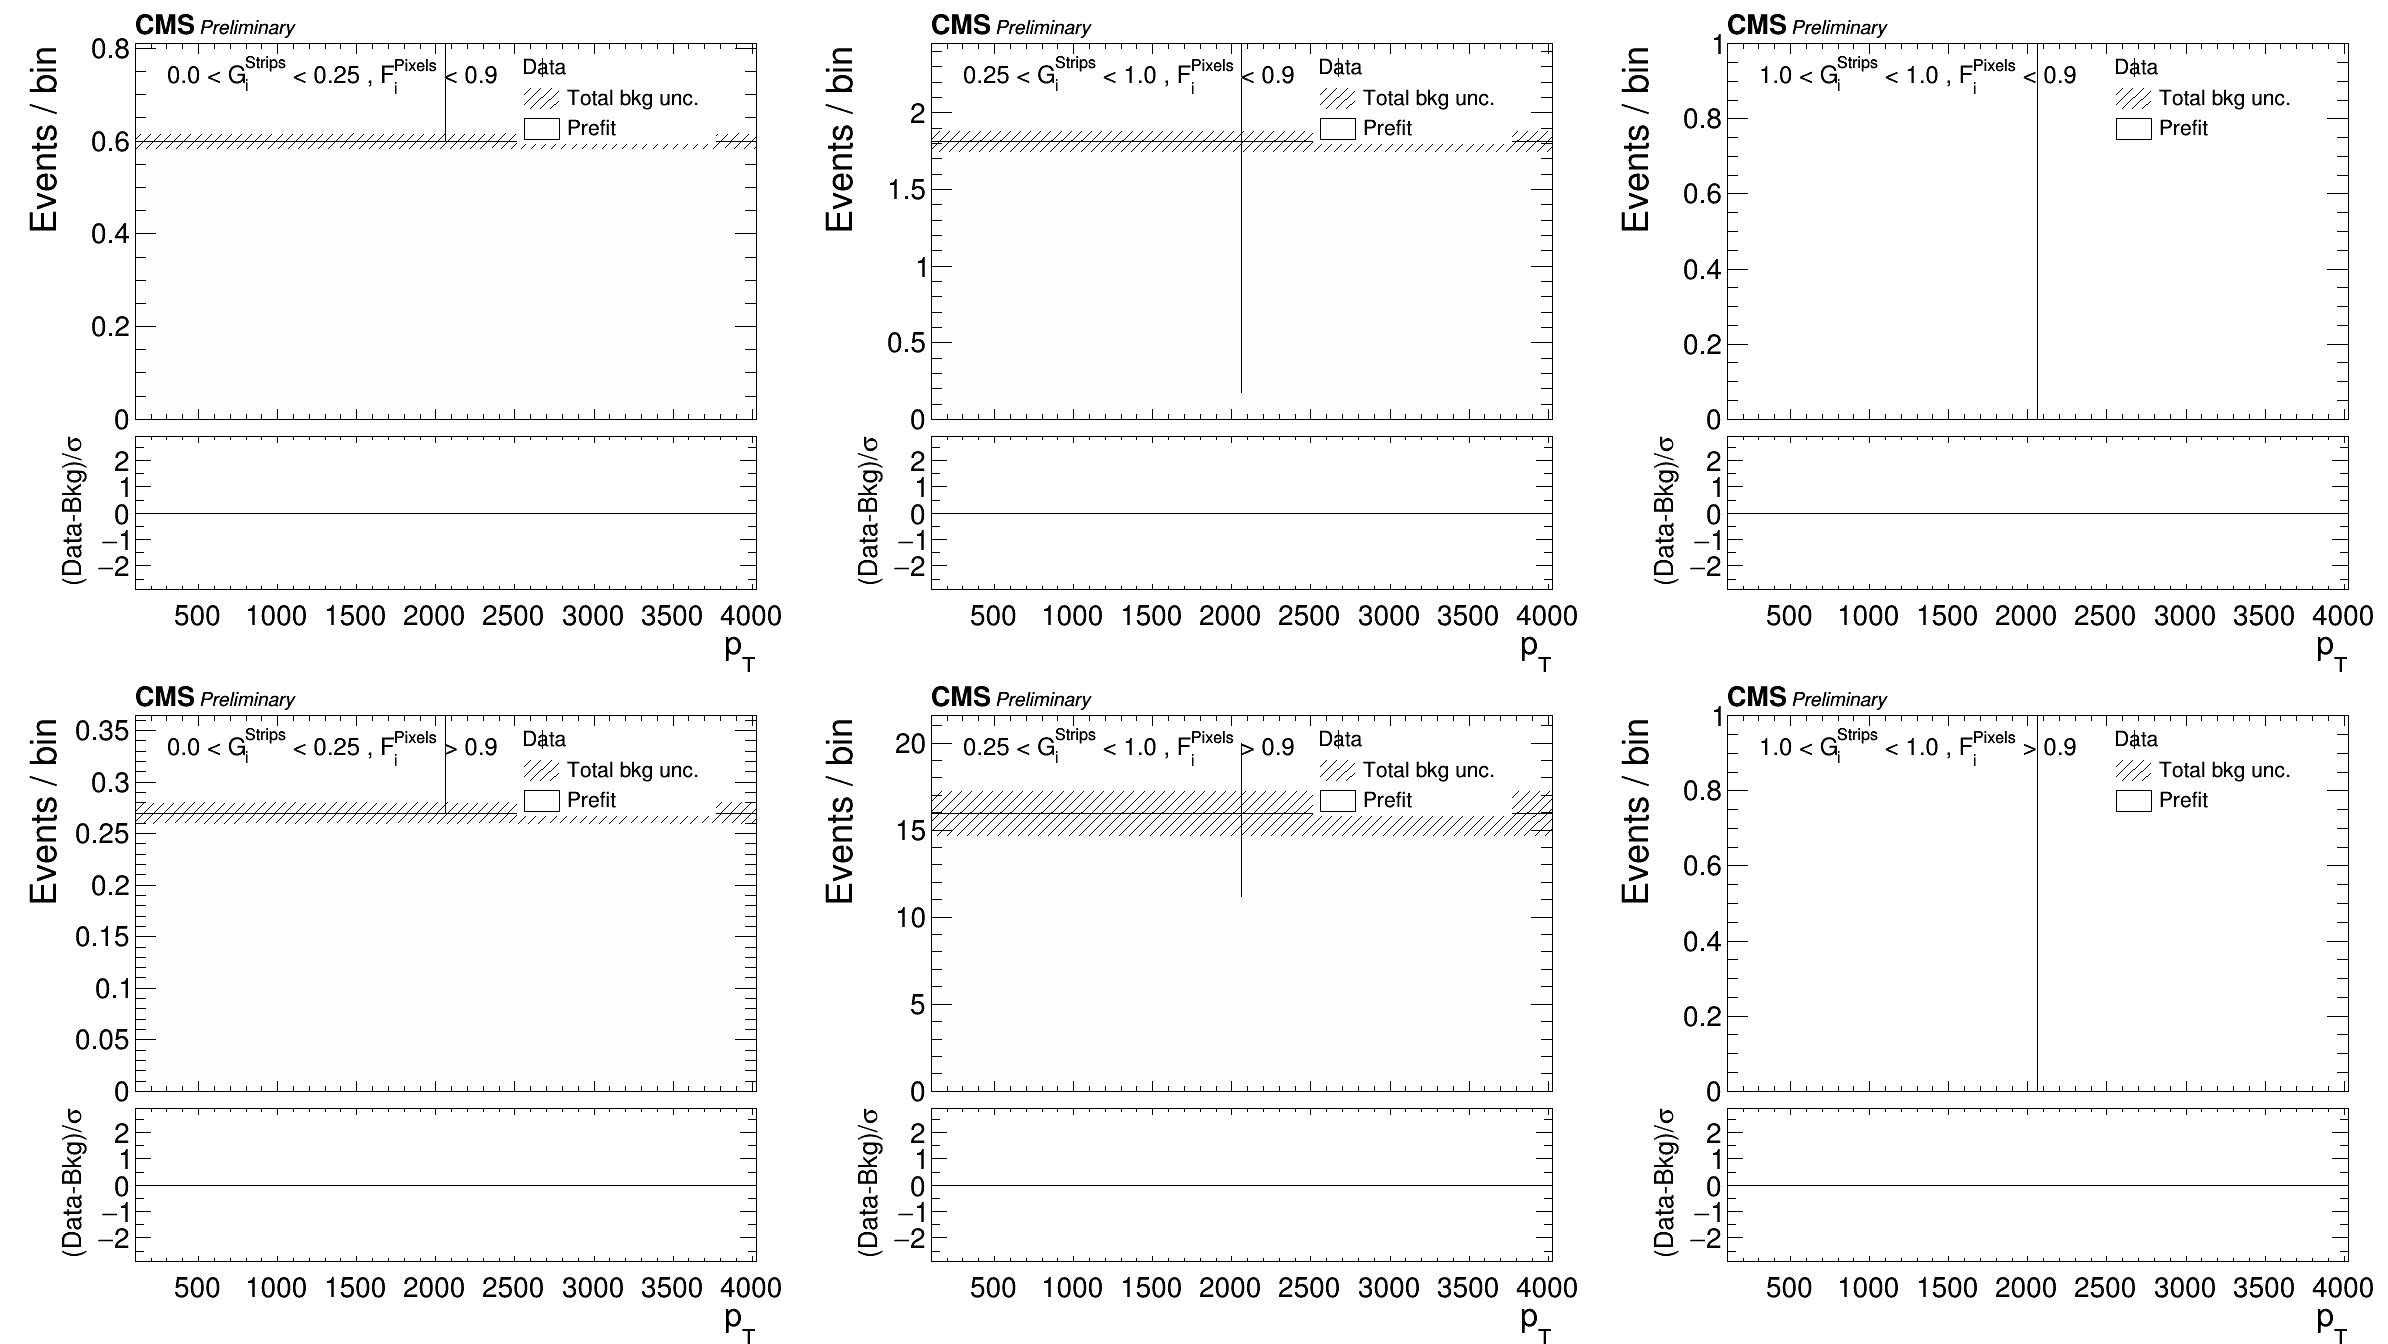 CMS Preliminary
Events / bin
0.0 < G_i^Strips < 0.25 , F_i^Pixels < 0.9
Data
Total bkg unc.
Prefit
0.8
0.6
0.4
0.2
0
(Data-Bkg)/σ
2
1
0
−1
−2
500 1000 1500 2000 2500 3000 3500 4000
p_T
CMS Preliminary
Events / bin
0.25 < G_i^Strips < 1.0 , F_i^Pixels < 0.9
Data
Total bkg unc.
Prefit
2
1.5
1
0.5
0
(Data-Bkg)/σ
2
1
0
−1
−2
500 1000 1500 2000 2500 3000 3500 4000
p_T
CMS Preliminary
Events / bin
1.0 < G_i^Strips < 1.0 , F_i^Pixels < 0.9
Data
Total bkg unc.
Prefit
1
0.8
0.6
0.4
0.2
0
(Data-Bkg)/σ
2
1
0
−1
−2
500 1000 1500 2000 2500 3000 3500 4000
p_T
CMS Preliminary
Events / bin
0.0 < G_i^Strips < 0.25 , F_i^Pixels > 0.9
Data
Total bkg unc.
Prefit
0.35
0.3
0.25
0.2
0.15
0.1
0.05
0
(Data-Bkg)/σ
2
1
0
−1
−2
500 1000 1500 2000 2500 3000 3500 4000
p_T
CMS Preliminary
Events / bin
0.25 < G_i^Strips < 1.0 , F_i^Pixels > 0.9
Data
Total bkg unc.
Prefit
20
15
10
5
0
(Data-Bkg)/σ
2
1
0
−1
−2
500 1000 1500 2000 2500 3000 3500 4000
p_T
CMS Preliminary
Events / bin
1.0 < G_i^Strips < 1.0 , F_i^Pixels > 0.9
Data
Total bkg unc.
Prefit
1
0.8
0.6
0.4
0.2
0
(Data-Bkg)/σ
2
1
0
−1
−2
500 1000 1500 2000 2500 3000 3500 4000
p_T